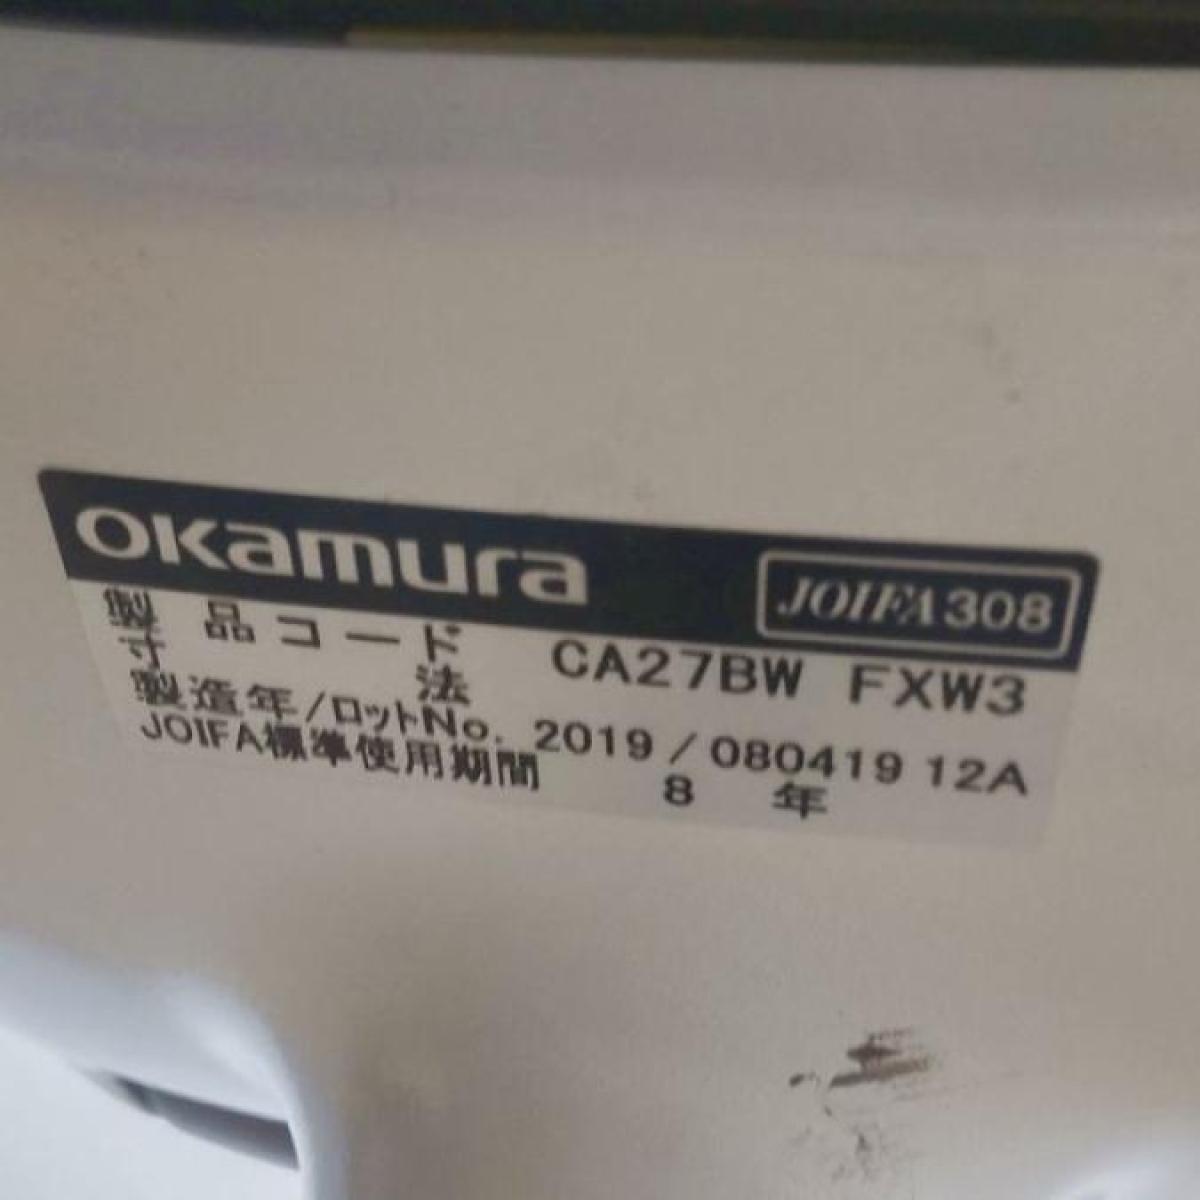 OKamura JOIFA308
製品コード CA27BW FXW3
寸法
製造年/ロットNo. 2019/080419 12A
JOIFA標準使用期間 8年